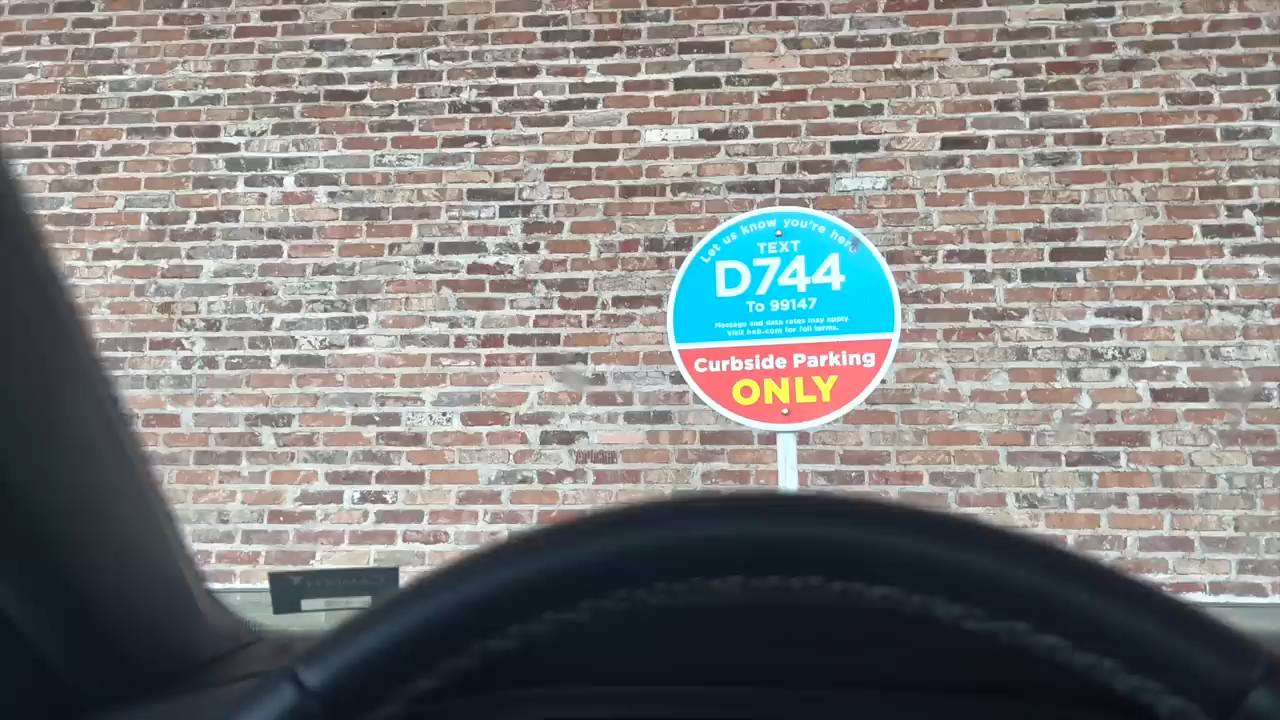 Let us know you're here
TEXT
D744
To 99147
Message and data rates may apply.
Visit heb.com for full terms.
Curbside Parking
ONLY